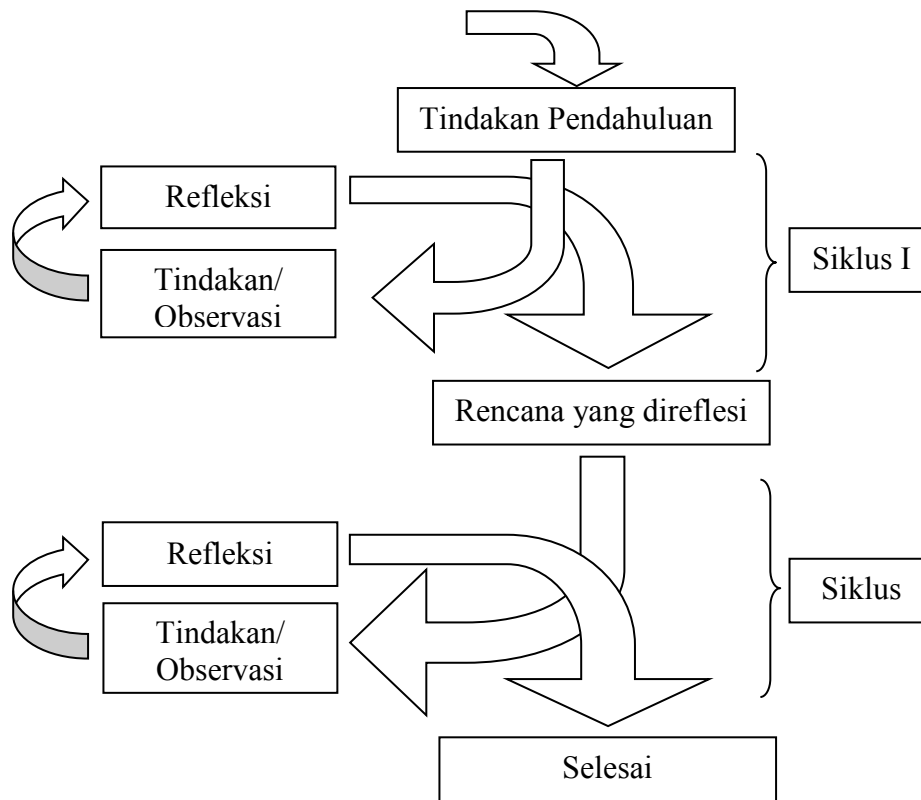 Tindakan Pendahuluan
Refleksi
Tindakan/
Observasi
Siklus I
Rencana yang direflesi
Refleksi
Tindakan/
Observasi
Siklus
Selesai